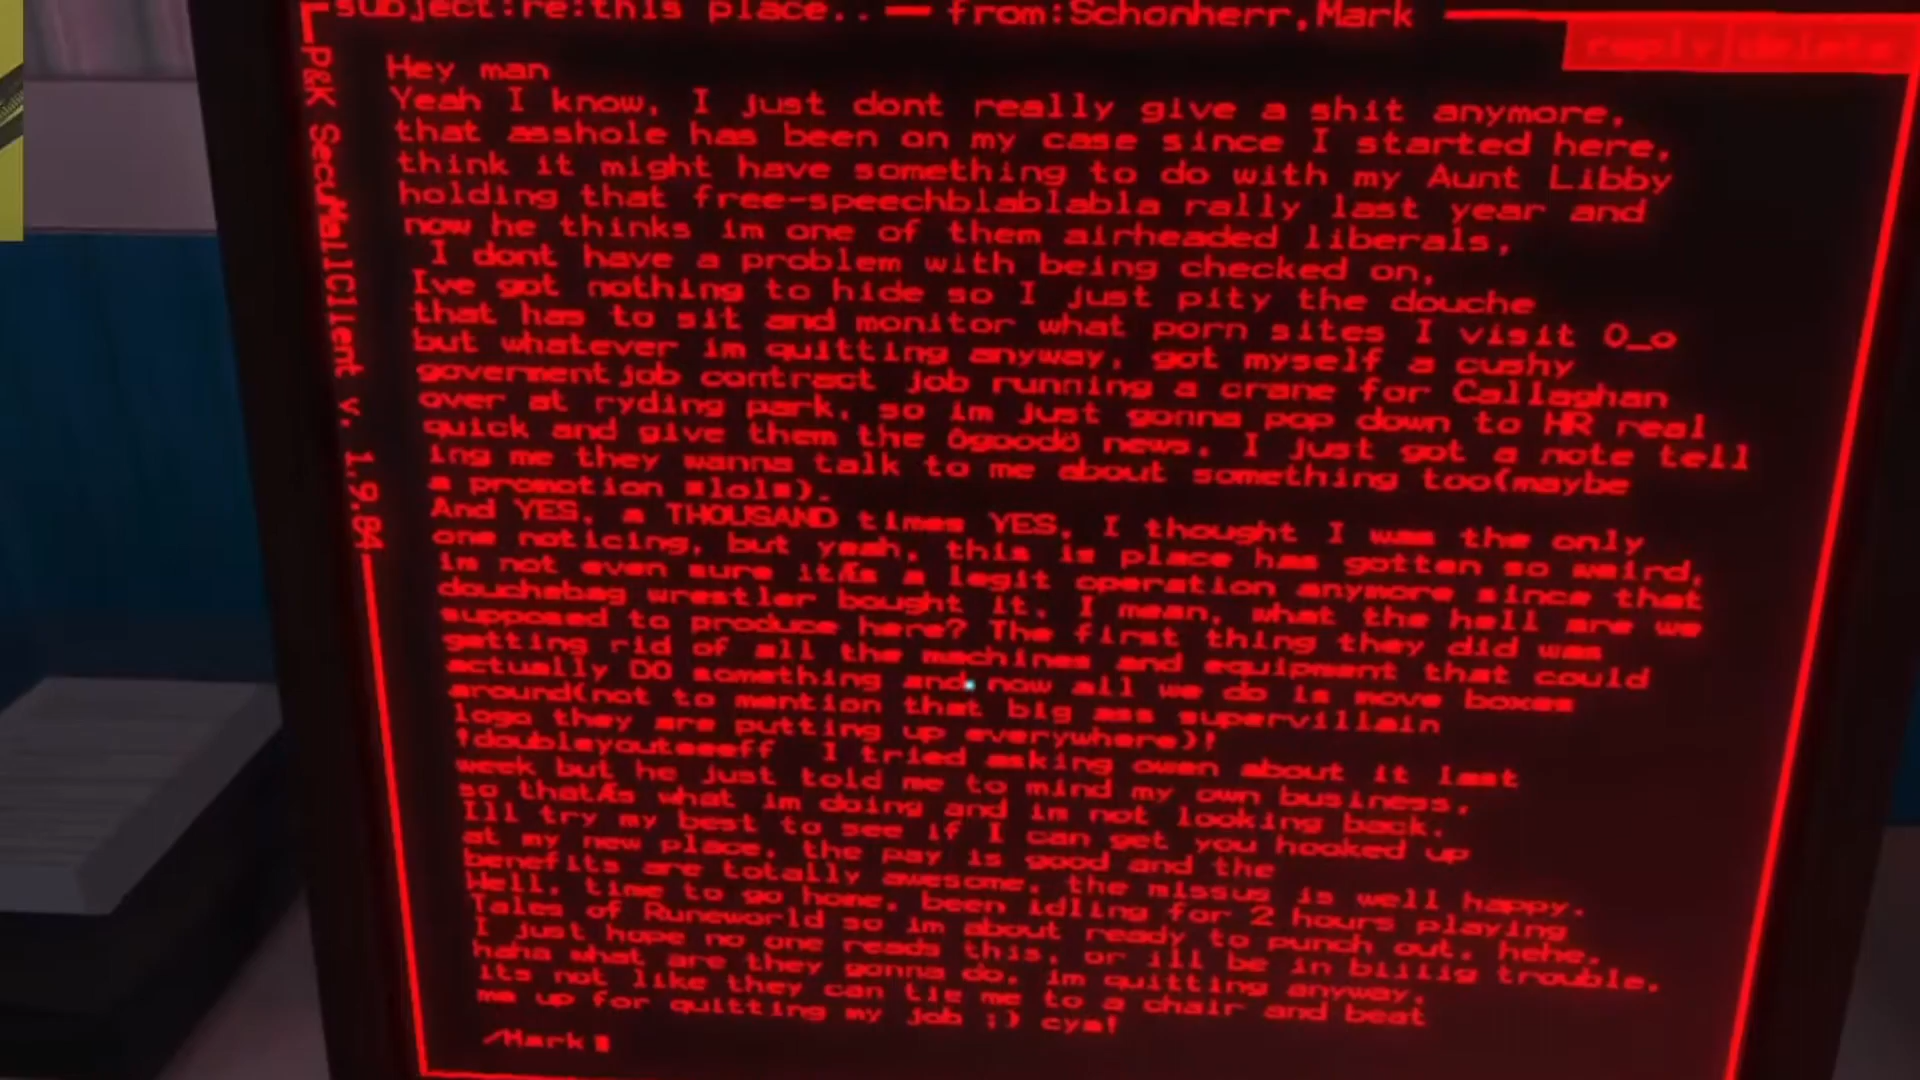 subject:re:this place.. — from:Schonherr,Mark
reply delete
P&K SecuMailClient v. 1.9.84
Hey man
Yeah I know, I just dont really give a shit anymore,
that asshole has been on my case since I started here,
think it might have something to do with my Aunt Libby
holding that free-speechblablabla rally last year and
now he thinks im one of them airheaded liberals,
I dont have a problem with being checked on,
Ive got nothing to hide so I just pity the douche
that has to sit and monitor what porn sites I visit O_o
but whatever im quitting anyway, got myself a cushy
goverment job contract job running a crane for Callaghan
over at ryding park, so im just gonna pop down to HR real
quick and give them the ôgoodö news, I just got a note tell
ing me they wanna talk to me about something too(maybe
a promotion *lol*).
And YES, a THOUSAND times YES, I thought I was the only
one noticing, but yeah, this is place has gotten so weird,
im not even sure itÆs a legit operation anymore since that
douchebag wrestler bought it. I mean, what the hell are we
supposed to produce here? The first thing they did was
getting rid of all the machines and equipment that could
actually DO something and now all we do is move boxes
around(not to mention that big ass supervillain
logo they are putting up everywhere)!
!doubleyouteeeff I tried asking owen about it last
week but he just told me to mind my own business,
so thatÆs what im doing and im not looking back.
Ill try my best to see if I can get you hooked up
at my new place, the pay is good and the
benefits are totally awesome, the missus is well happy.
Well, time to go home, been idling for 2 hours playing
Tales of Runeworld so im about ready to punch out, hehe.
I just hope no one reads this, or ill be in biiiig trouble,
haha what are they gonna do, im quitting anyway,
its not like they can tie me to a chair and beat
me up for quitting my job ;) cya!
/Mark